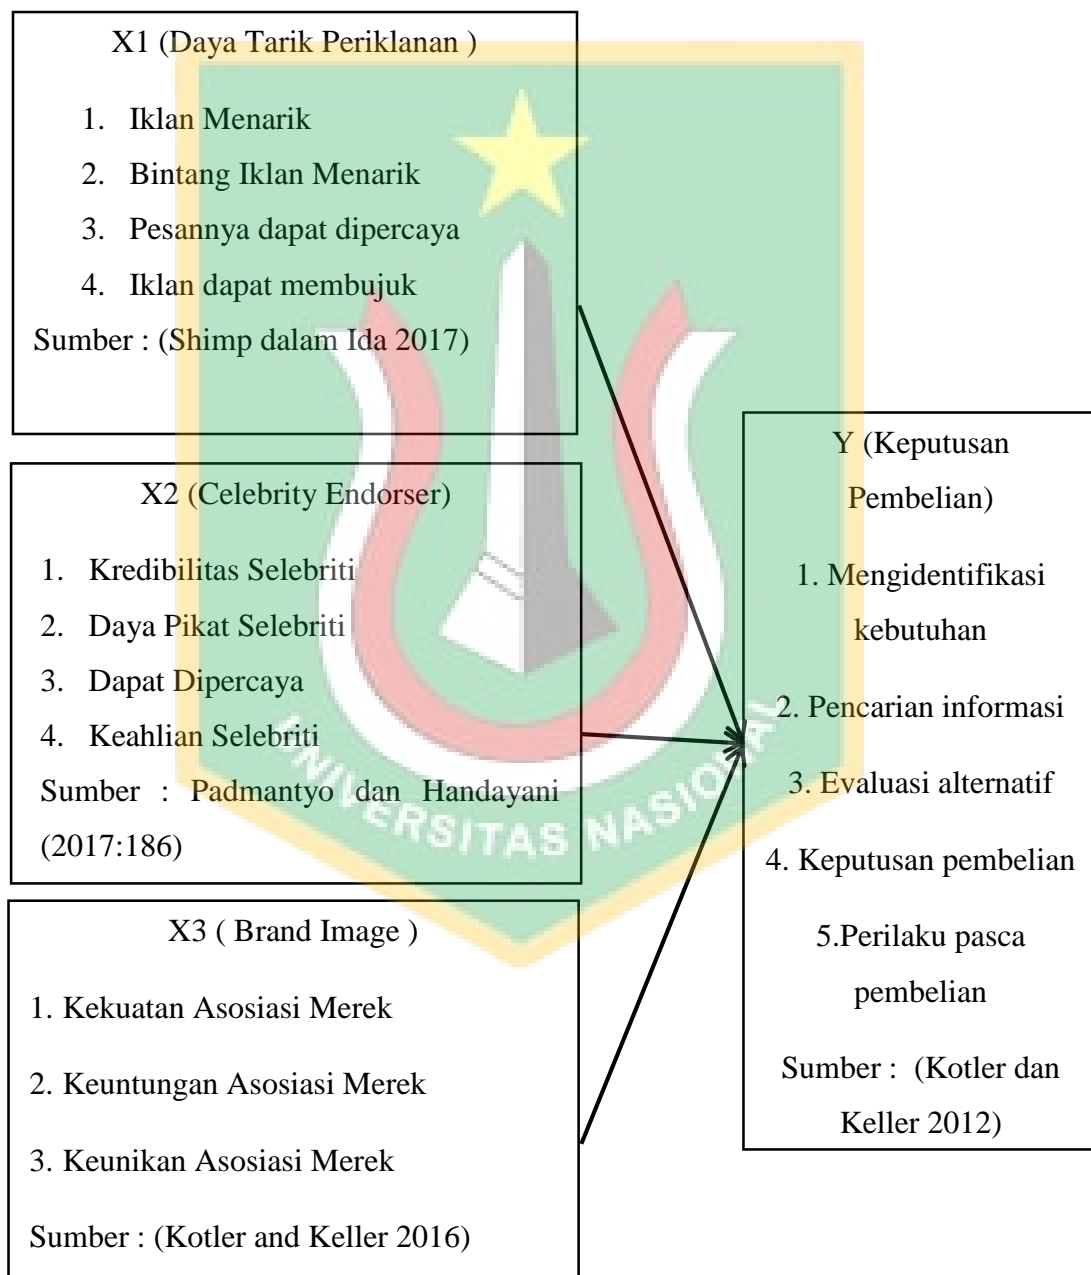 X1 (Daya Tarik Periklanan )
1. Iklan Menarik
2. Bintang Iklan Menarik
3. Pesannya dapat dipercaya
4. Iklan dapat membujuk
Sumber : (Shimp dalam Ida 2017)
X2 (Celebrity Endorser)
1. Kredibilitas Selebriti
2. Daya Pikat Selebriti
3. Dapat Dipercaya
4. Keahlian Selebriti
Sumber : Padmantyo dan Handayani
(2017:186)
X3 ( Brand Image )
1. Kekuatan Asosiasi Merek
2. Keuntungan Asosiasi Merek
3. Keunikan Asosiasi Merek
Sumber : (Kotler and Keller 2016)
Y (Keputusan
Pembelian)
1. Mengidentifikasi
kebutuhan
2. Pencarian informasi
3. Evaluasi alternatif
4. Keputusan pembelian
5.Perilaku pasca
pembelian
Sumber : (Kotler dan
Keller 2012)
UNIVERSITAS NASIONAL